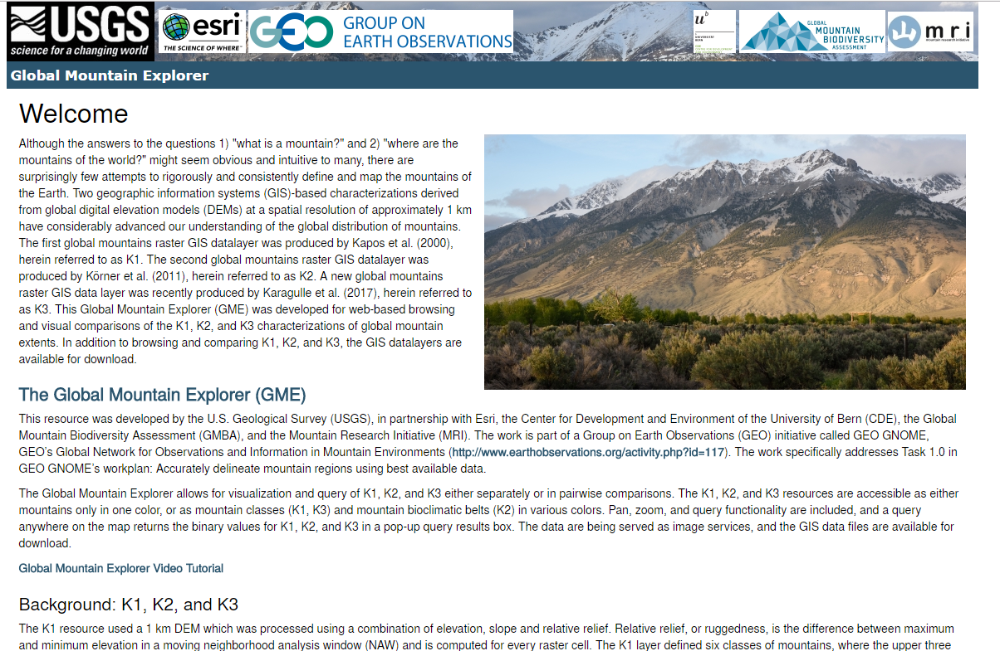 USGS
science for a changing world
esri
THE SCIENCE OF WHERE™
GEO GROUP ON
EARTH OBSERVATIONS
u b
UNIVERSITÄT
BERN
GLOBAL
MOUNTAIN
BIODIVERSITY
ASSESSMENT
mri
mountain research initiative
Global Mountain Explorer
Welcome
Although the answers to the questions 1) "what is a mountain?" and 2) "where are the
mountains of the world?" might seem obvious and intuitive to many, there are
surprisingly few attempts to rigorously and consistently define and map the mountains of
the Earth. Two geographic information systems (GIS)-based characterizations derived
from global digital elevation models (DEMs) at a spatial resolution of approximately 1 km
have considerably advanced our understanding of the global distribution of mountains.
The first global mountains raster GIS datalayer was produced by Kapos et al. (2000),
herein referred to as K1. The second global mountains raster GIS datalayer was
produced by Körner et al. (2011), herein referred to as K2. A new global mountains
raster GIS data layer was recently produced by Karagulle et al. (2017), herein referred to
as K3. This Global Mountain Explorer (GME) was developed for web-based browsing
and visual comparisons of the K1, K2, and K3 characterizations of global mountain
extents. In addition to browsing and comparing K1, K2, and K3, the GIS datalayers are
available for download.
The Global Mountain Explorer (GME)
This resource was developed by the U.S. Geological Survey (USGS), in partnership with Esri, the Center for Development and Environment of the University of Bern (CDE), the Global
Mountain Biodiversity Assessment (GMBA), and the Mountain Research Initiative (MRI). The work is part of a Group on Earth Observations (GEO) initiative called GEO GNOME,
GEO's Global Network for Observations and Information in Mountain Environments (http://www.earthobservations.org/activity.php?id=117). The work specifically addresses Task 1.0 in
GEO GNOME's workplan: Accurately delineate mountain regions using best available data.
The Global Mountain Explorer allows for visualization and query of K1, K2, and K3 either separately or in pairwise comparisons. The K1, K2, and K3 resources are accessible as either
mountains only in one color, or as mountain classes (K1, K3) and mountain bioclimatic belts (K2) in various colors. Pan, zoom, and query functionality are included, and a query
anywhere on the map returns the binary values for K1, K2, and K3 in a pop-up query results box. The data are being served as image services, and the GIS data files are available for
download.
Global Mountain Explorer Video Tutorial
Background: K1, K2, and K3
The K1 resource used a 1 km DEM which was processed using a combination of elevation, slope and relative relief. Relative relief, or ruggedness, is the difference between maximum
and minimum elevation in a moving neighborhood analysis window (NAW) and is computed for every raster cell. The K1 layer defined six classes of mountains, where the upper three